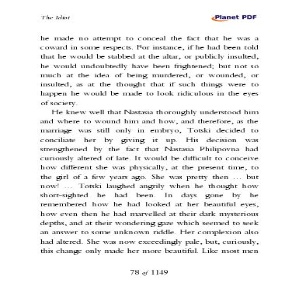 The Idiot
Planet PDF
he made no attempt to conceal the fact that he was a
coward in some respects. For instance, if he had been told
that he would be stabbed at the altar, or publicly insulted,
he would undoubtedly have been frightened; but not so
much at the idea of being murdered, or wounded, or
insulted, as at the thought that if such things were to
happen he would be made to look ridiculous in the eyes
of society.
He knew well that Nastasia thoroughly understood him
and where to wound him and how, and therefore, as the
marriage was still only in embryo, Totski decided to
conciliate her by giving it up. His decision was
strengthened by the fact that Nastasia Philipovna had
curiously altered of late. It would be difficult to conceive
how different she was physically, at the present time, to
the girl of a few years ago. She was pretty then … but
now! … Totski laughed angrily when he thought how
short-sighted he had been. In days gone by he
remembered how he had looked at her beautiful eyes,
how even then he had marvelled at their dark mysterious
depths, and at their wondering gaze which seemed to seek
an answer to some unknown riddle. Her complexion also
had altered. She was now exceedingly pale, but, curiously,
this change only made her more beautiful. Like most men
78 of 1149